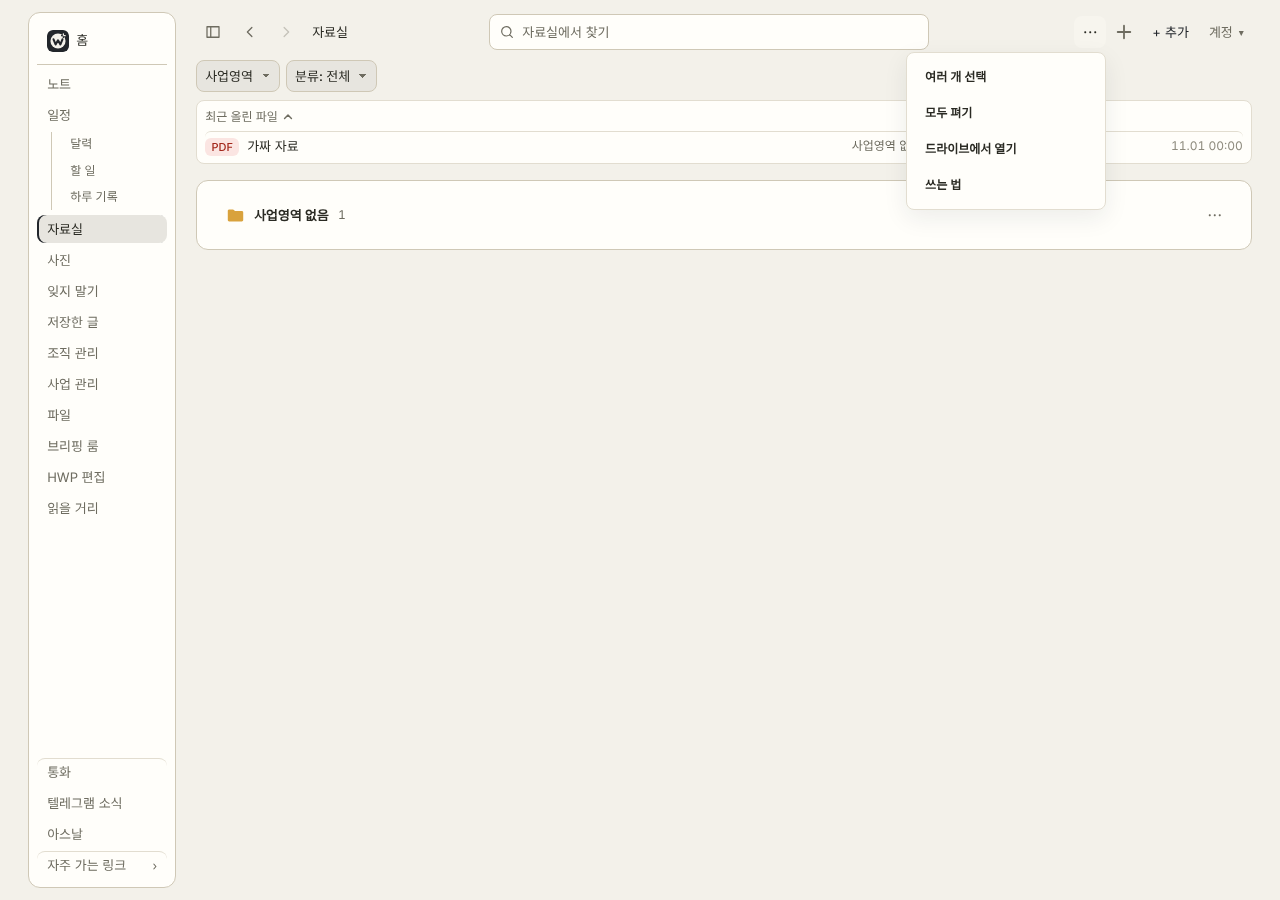 홈
노트
일정
달력
할 일
하루 기록
자료실
사진
잊지 말기
저장한 글
조직 관리
사업 관리
파일
브리핑 룸
HWP 편집
읽을 거리
통화
텔레그램 소식
아스날
자주 가는 링크 ›
자료실
자료실에서 찾기
+ 추가
계정 ▾
사업영역
분류: 전체
여러 개 선택
모두 펴기
드라이브에서 열기
쓰는 법
최근 올린 파일
PDF 가짜 자료 사업영역 11.01 00:00
사업영역 없음 1